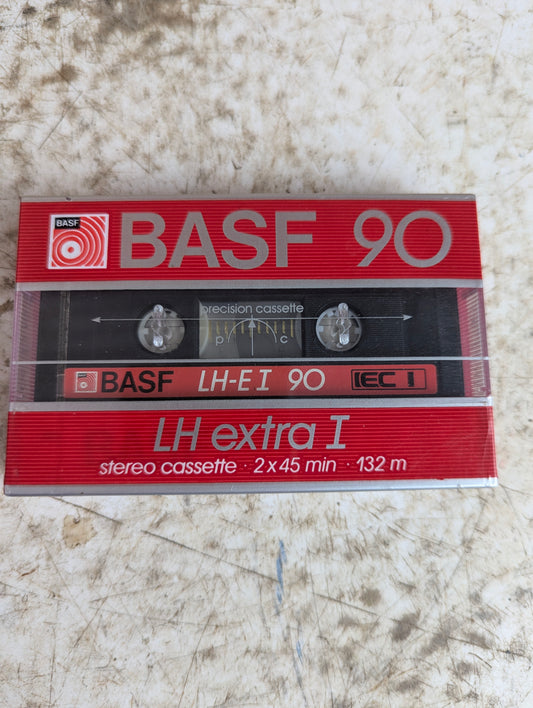 BASF
BASF 90
precision cassette
p c
BASF LH-E I 90 IEC I
LH extra I
stereo cassette · 2 x 45 min · 132 m